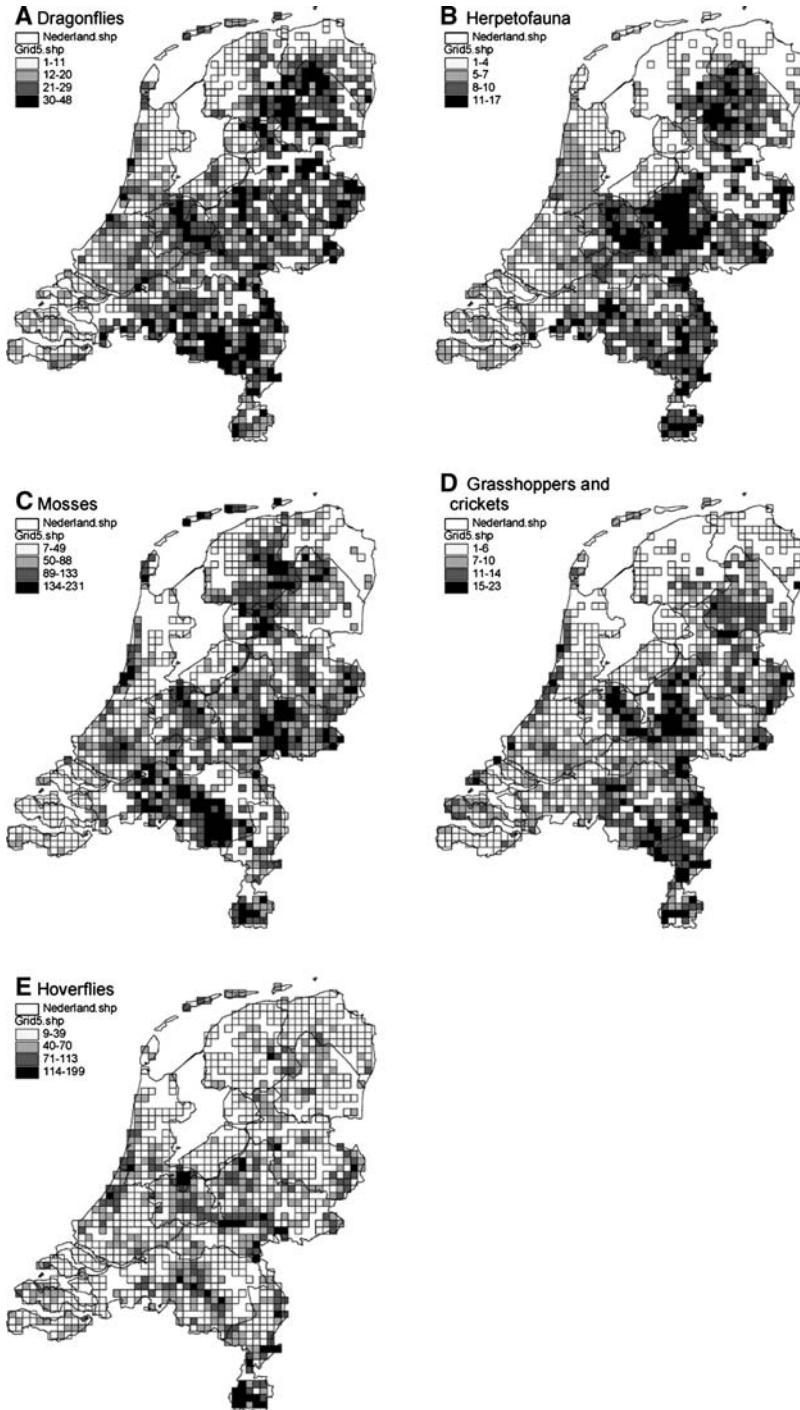 A Dragonflies
Nederland.shp
Grid5.shp
1-11
12-20
21-29
30-48
B Herpetofauna
Nederland.shp
Grid5.shp
1-4
5-7
8-10
11-17
C Mosses
Nederland.shp
Grid5.shp
7-49
50-88
89-133
134-231
D Grasshoppers and
crickets
Nederland.shp
Grid5.shp
1-6
7-10
11-14
15-23
E Hoverflies
Nederland.shp
Grid5.shp
9-39
40-70
71-113
114-199